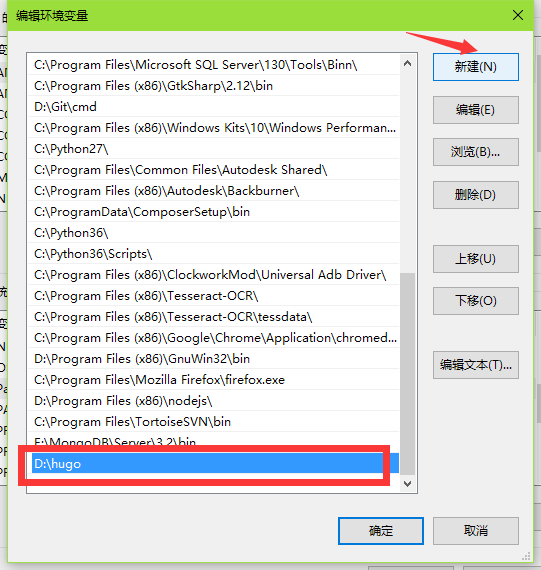 编辑环境变量
C:\Program Files\Microsoft SQL Server\130\Tools\Binn\
C:\Program Files (x86)\GtkSharp\2.12\bin
D:\Git\cmd
C:\Program Files (x86)\Windows Kits\10\Windows Performan...
C:\Python27\
C:\Program Files\Common Files\Autodesk Shared\
C:\Program Files (x86)\Autodesk\Backburner\
C:\ProgramData\ComposerSetup\bin
C:\Python36\
C:\Python36\Scripts\
C:\Program Files (x86)\ClockworkMod\Universal Adb Driver\
C:\Program Files (x86)\Tesseract-OCR\
C:\Program Files (x86)\Tesseract-OCR\tessdata\
C:\Program Files (x86)\Google\Chrome\Application\chromed...
D:\Program Files (x86)\GnuWin32\bin
C:\Program Files\Mozilla Firefox\firefox.exe
D:\Program Files (x86)\nodejs\
C:\Program Files\TortoiseSVN\bin
E:\MongoDB\Server\3.2\bin
D:\hugo
新建(N)
编辑(E)
浏览(B)...
删除(D)
上移(U)
下移(O)
编辑文本(T)...
确定
取消